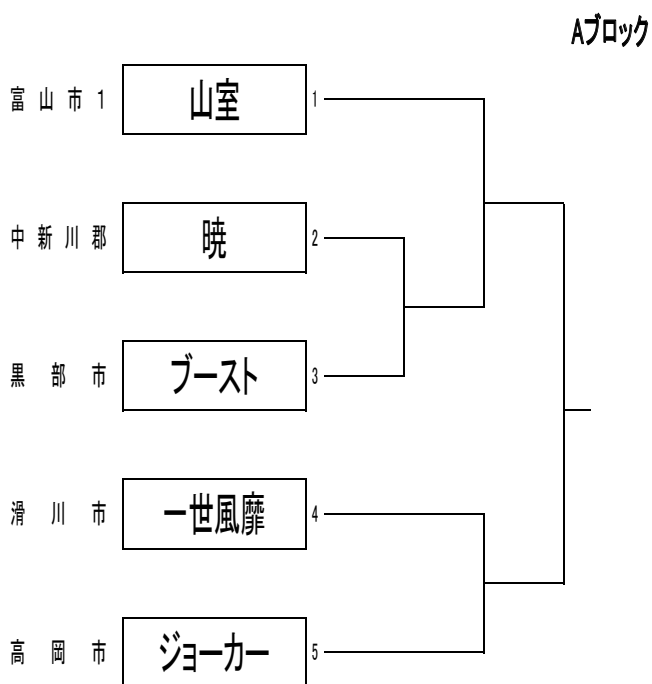 Aブロック
富山市1 山室 1
中新川郡 暁 2
黒部市 ブースト 3
滑川市 一世風靡 4
高岡市 ジョーカー 5